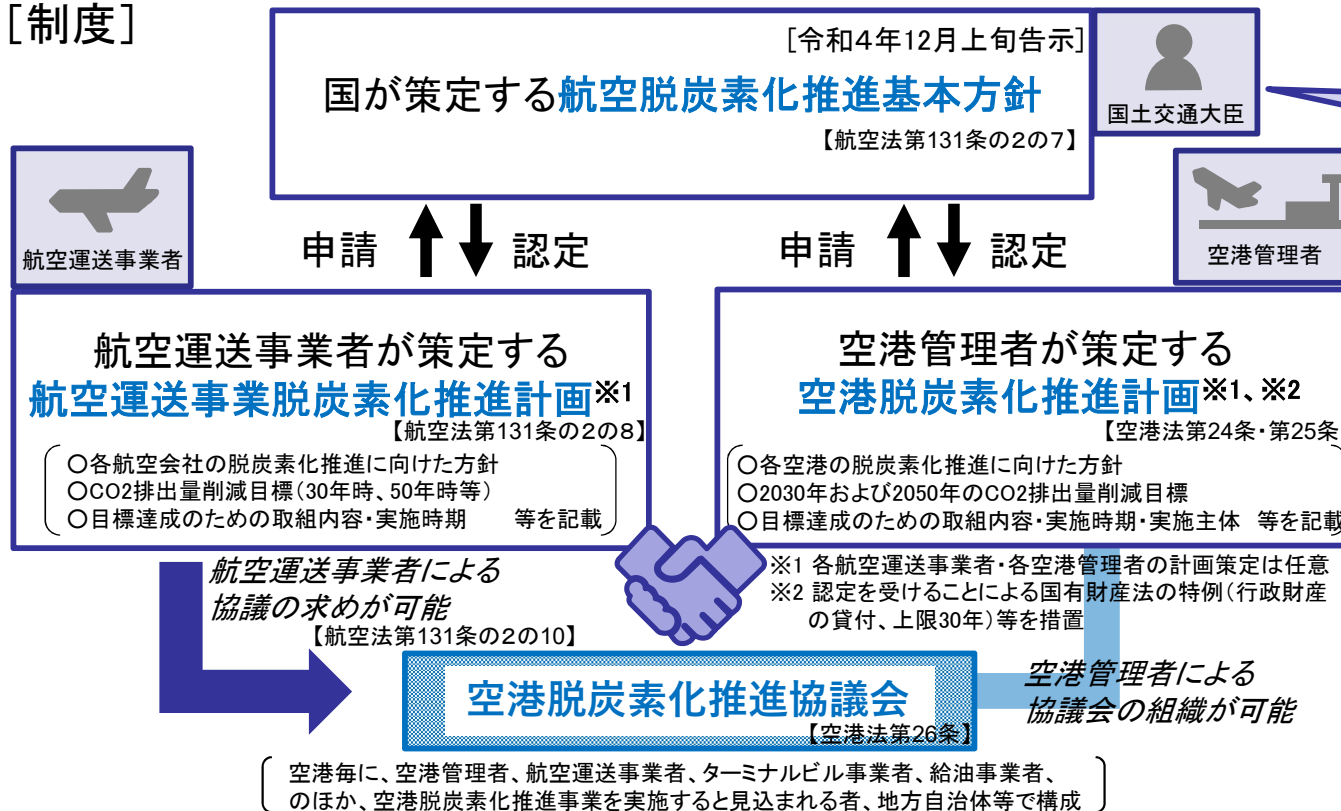 [制度]
[令和4年12月上旬告示]
国が策定する航空脱炭素化推進基本方針
【航空法第131条の2の7】
国土交通大臣
航空運送事業者
空港管理者
申請 認定
申請 認定
航空運送事業者が策定する
航空運送事業脱炭素化推進計画※1
【航空法第131条の2の8】
○各航空会社の脱炭素化推進に向けた方針
○CO2排出量削減目標(30年時、50年時等)
○目標達成のための取組内容・実施時期 等を記載
空港管理者が策定する
空港脱炭素化推進計画※1、※2
【空港法第24条・第25条
○各空港の脱炭素化推進に向けた方針
○2030年および2050年のCO2排出量削減目標
○目標達成のための取組内容・実施時期・実施主体 等を記載
※1 各航空運送事業者・各空港管理者の計画策定は任意
※2 認定を受けることによる国有財産法の特例(行政財産
の貸付、上限30年)等を措置
航空運送事業者による
協議の求めが可能
【航空法第131条の2の10】
空港脱炭素化推進協議会
【空港法第26条】
空港管理者による
協議会の組織が可能
空港毎に、空港管理者、航空運送事業者、ターミナルビル事業者、給油事業者、
のほか、空港脱炭素化推進事業を実施すると見込まれる者、地方自治体等で構成